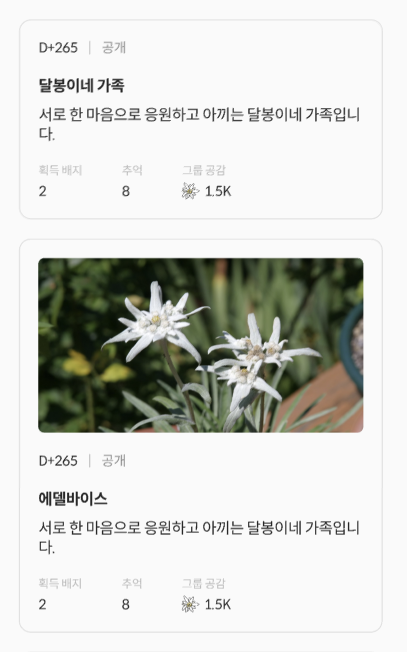 D+265 | 공개
달봉이네 가족
서로 한 마음으로 응원하고 아끼는 달봉이네 가족입니
다.
획득 배지 추억 그룹 공감
2 8 1.5K
D+265 | 공개
에델바이스
서로 한 마음으로 응원하고 아끼는 달봉이네 가족입니
다.
획득 배지 추억 그룹 공감
2 8 1.5K